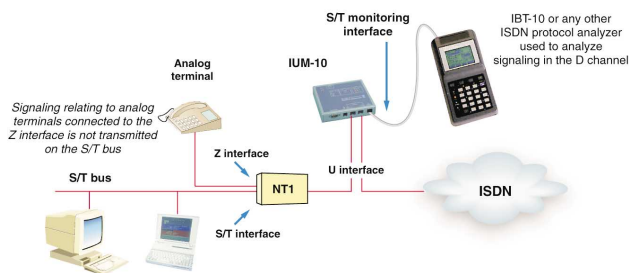 S/T monitoring
interface
IBT-10 or any other
ISDN protocol analyzer
used to analyze
signaling in the D channel
Analog
terminal
IUM-10
Signaling relating to analog
terminals connected to the
Z interface is not transmitted
on the S/T bus
Z interface
U interface
S/T bus
NT1
ISDN
S/T interface